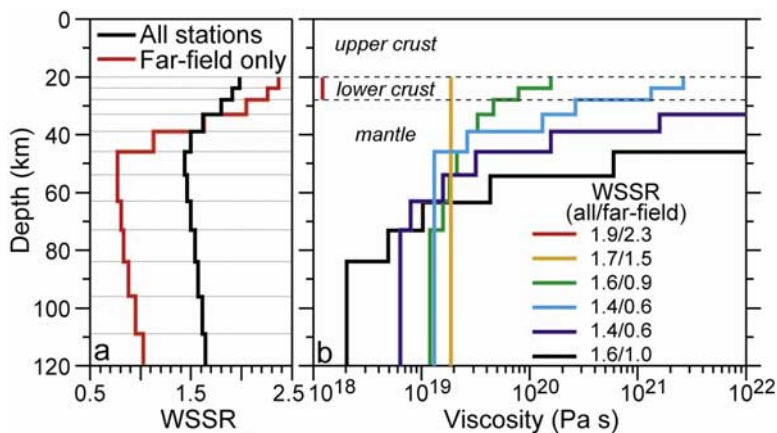 All stations
Far-field only
0
20
40
60
80
100
120
Depth (km)
a
0.5 1.5 2.5
WSSR
upper crust
lower crust
mantle
WSSR
(all/far-field)
1.9/2.3
1.7/1.5
1.6/0.9
1.4/0.6
1.4/0.6
1.6/1.0
b
10^18 10^19 10^20 10^21 10^22
Viscosity (Pa s)